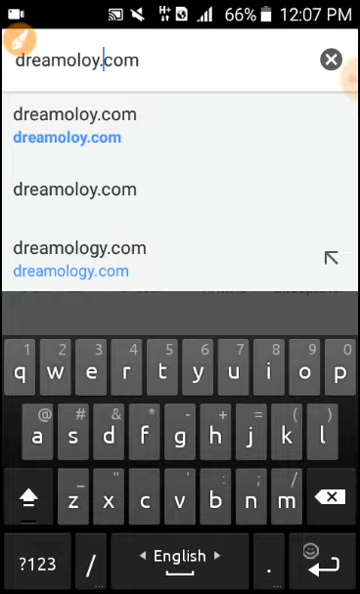 66% 12:07 PM
dreamoloy.com
dreamoloy.com
dreamoloy.com
dreamoloy.com
dreamology.com
dreamology.com
1 2 3 4 5 6 7 8 9 0
q w e r t y u i o p
@ # & * - + = ( )
a s d f g h j k l
_ " ' : ; /
z x c v b n m
?123 / English .
...